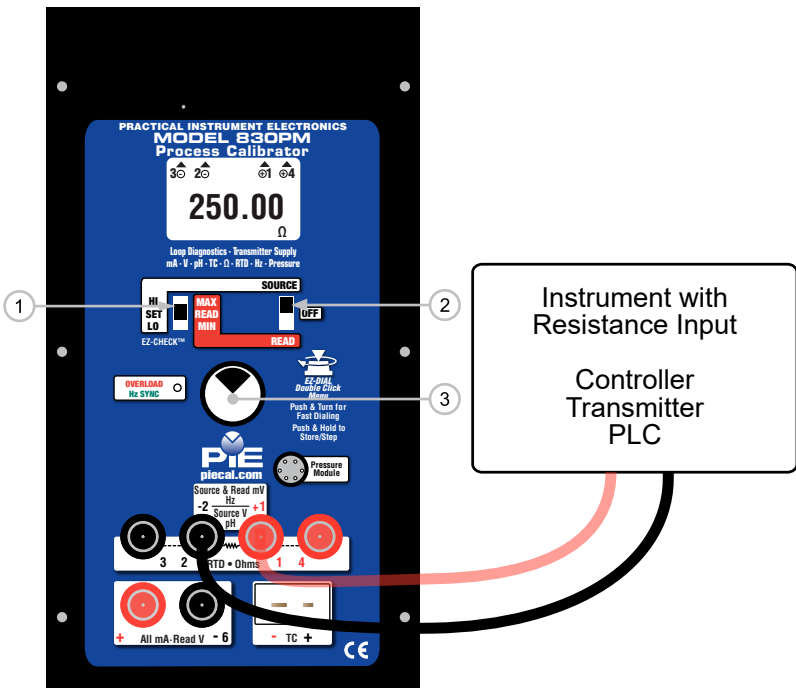 PRACTICAL INSTRUMENT ELECTRONICS
MODEL 830PM
Process Calibrator
3⊖ 2⊖ ⊕1 ⊕4
250.00
Ω
Loop Diagnostics · Transmitter Supply
mA · V · pH · TC · Ω · RTD · Hz · Pressure
SOURCE
1
HI
SET
LO
MAX
READ
MIN
OFF
2
EZ-CHECK™
READ
OVERLOAD
Hz SYNC
EZ-DIAL
Double Click
Menu
Push & Turn for
Fast Dialing
Push & Hold to
Store/Step
3
PIE
piecal.com
Pressure
Module
Source & Read mV
Hz
-2 +1
Source V
pH
3 2 RTD • Ohms 1 4
+ All mA-Read V - 6
- TC +
CE
Instrument with
Resistance Input
Controller
Transmitter
PLC